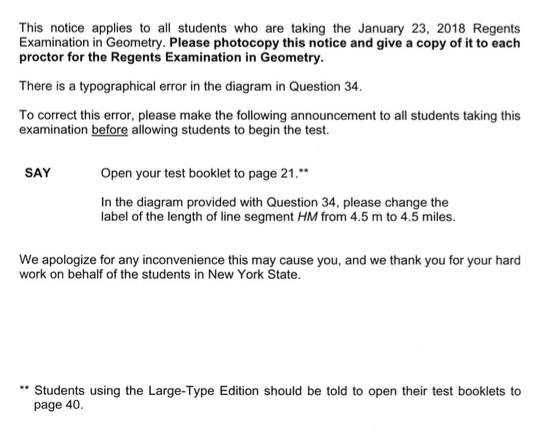 This notice applies to all students who are taking the January 23, 2018 Regents
Examination in Geometry. Please photocopy this notice and give a copy of it to each
proctor for the Regents Examination in Geometry.
There is a typographical error in the diagram in Question 34.
To correct this error, please make the following announcement to all students taking this
examination before allowing students to begin the test.
SAY Open your test booklet to page 21.**
In the diagram provided with Question 34, please change the
label of the length of line segment HM from 4.5 m to 4.5 miles.
We apologize for any inconvenience this may cause you, and we thank you for your hard
work on behalf of the students in New York State.
** Students using the Large-Type Edition should be told to open their test booklets to
page 40.